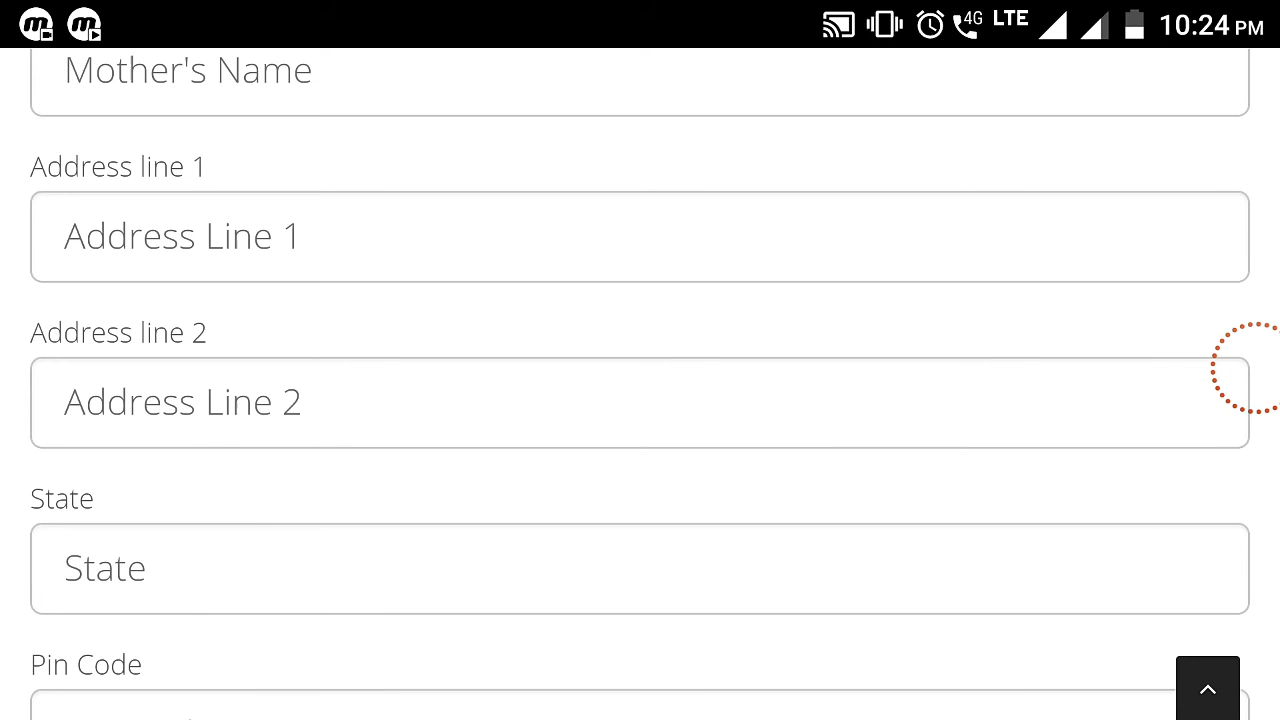 4G LTE 10:24 PM
Mother's Name
Address line 1
Address Line 1
Address line 2
Address Line 2
State
State
Pin Code